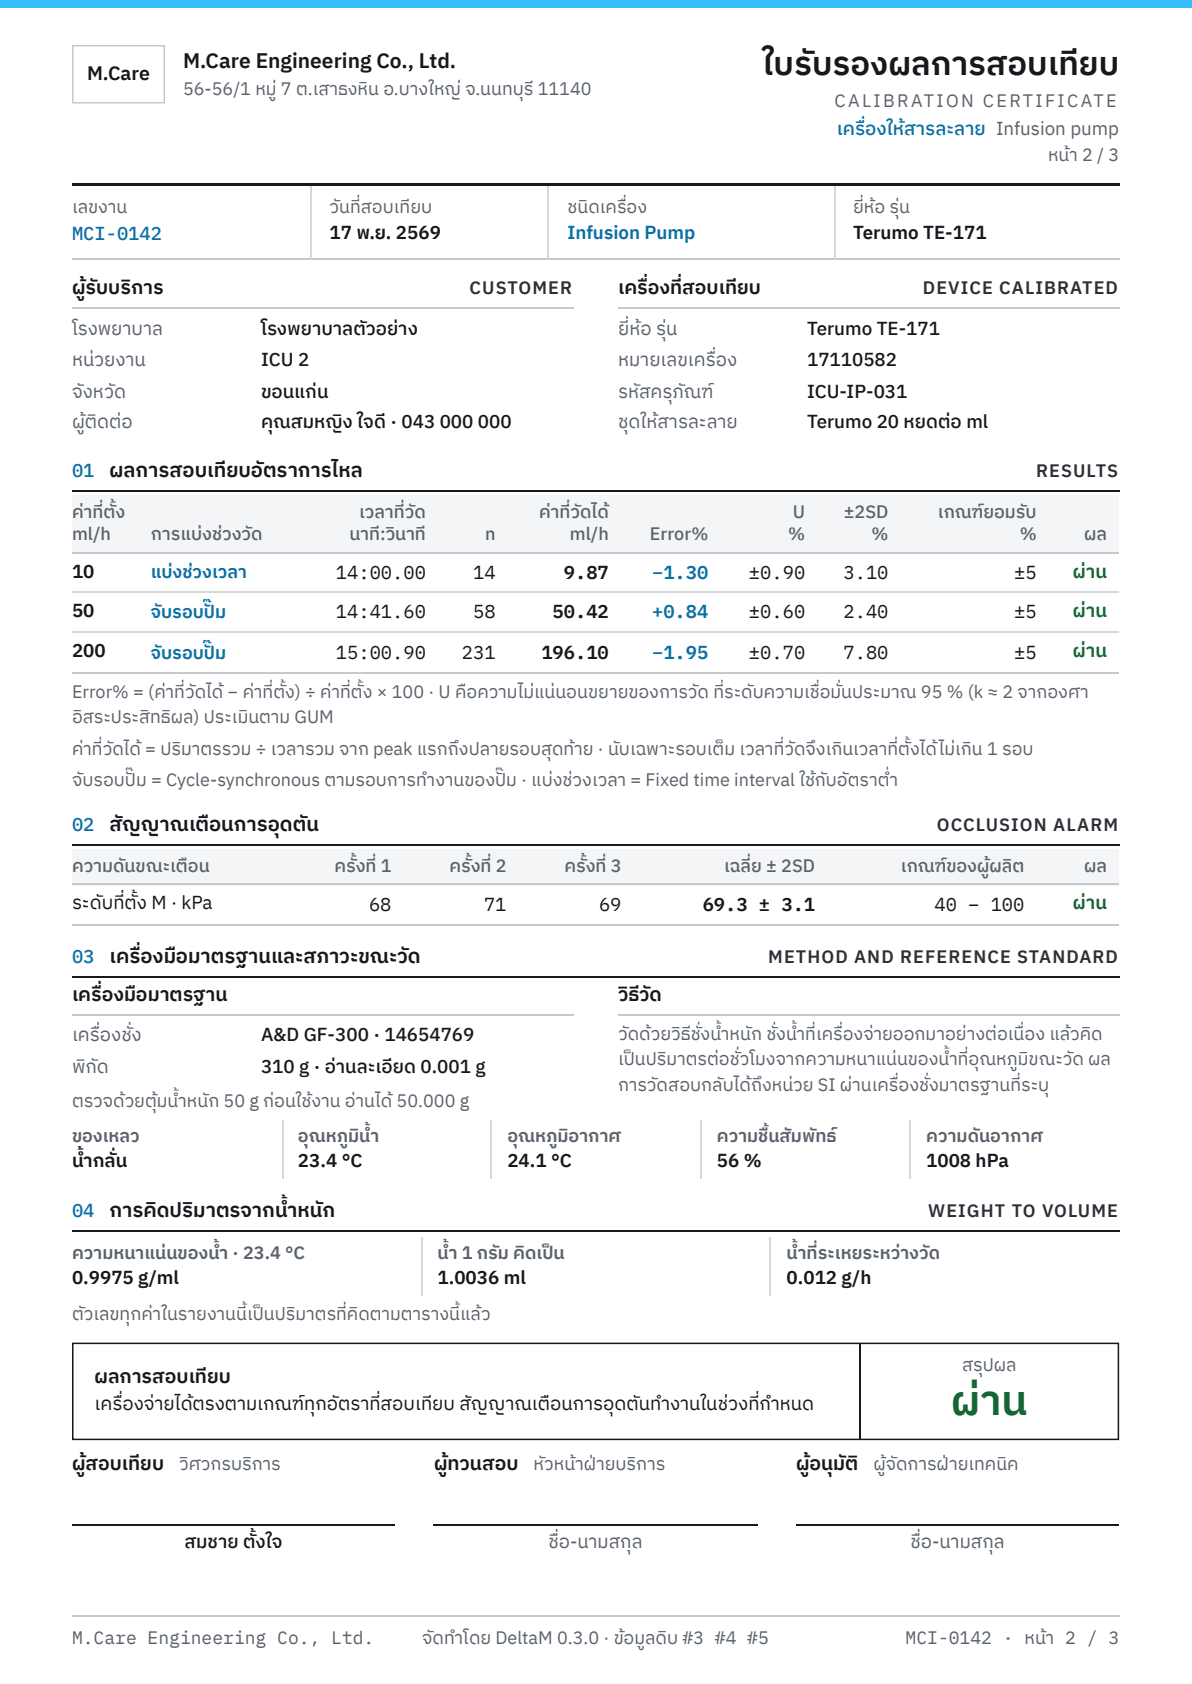 M.Care
M.Care Engineering Co., Ltd.
56-56/1 หมู่ 7 ต.เสาธงหิน อ.บางใหญ่ จ.นนทบุรี 11140
ใบรับรองผลการสอบเทียบ
CALIBRATION CERTIFICATE
เครื่องให้สารละลาย Infusion pump
หน้า 2 / 3
เลขงาน วันที่สอบเทียบ ชนิดเครื่อง ยี่ห้อ รุ่น
MCI-0142 17 พ.ย. 2569 Infusion Pump Terumo TE-171
ผู้รับบริการ CUSTOMER
โรงพยาบาล โรงพยาบาลตัวอย่าง
หน่วยงาน ICU 2
จังหวัด ขอนแก่น
ผู้ติดต่อ คุณสมหญิง ใจดี · 043 000 000
เครื่องที่สอบเทียบ DEVICE CALIBRATED
ยี่ห้อ รุ่น Terumo TE-171
หมายเลขเครื่อง 17110582
รหัสครุภัณฑ์ ICU-IP-031
ชุดให้สารละลาย Terumo 20 หยดต่อ ml
01 ผลการสอบเทียบอัตราการไหล RESULTS
ค่าที่ตั้ง เวลาที่วัด ค่าที่วัดได้ U ±2SD เกณฑ์ยอมรับ
ml/h การแบ่งช่วงวัด นาที:วินาที n ml/h Error% % % % ผล
10 แบ่งช่วงเวลา 14:00.00 14 9.87 −1.30 ±0.90 3.10 ±5 ผ่าน
50 จับรอบปั๊ม 14:41.60 58 50.42 +0.84 ±0.60 2.40 ±5 ผ่าน
200 จับรอบปั๊ม 15:00.90 231 196.10 −1.95 ±0.70 7.80 ±5 ผ่าน
Error% = (ค่าที่วัดได้ − ค่าที่ตั้ง) ÷ ค่าที่ตั้ง × 100 · U คือความไม่แน่นอนขยายของการวัด ที่ระดับความเชื่อมั่นประมาณ 95 % (k ≈ 2 จากองศา
อิสระประสิทธิผล) ประเมินตาม GUM
ค่าที่วัดได้ = ปริมาตรรวม ÷ เวลารวม จาก peak แรกถึงปลายรอบสุดท้าย · นับเฉพาะรอบเต็ม เวลาที่วัดจึงเกินเวลาที่ตั้งได้ไม่เกิน 1 รอบ
จับรอบปั๊ม = Cycle-synchronous ตามรอบการทำงานของปั๊ม · แบ่งช่วงเวลา = Fixed time interval ใช้กับอัตราต่ำ
02 สัญญาณเตือนการอุดตัน OCCLUSION ALARM
ความดันขณะเตือน ครั้งที่ 1 ครั้งที่ 2 ครั้งที่ 3 เฉลี่ย ± 2SD เกณฑ์ของผู้ผลิต ผล
ระดับที่ตั้ง M · kPa 68 71 69 69.3 ± 3.1 40 – 100 ผ่าน
03 เครื่องมือมาตรฐานและสภาวะขณะวัด METHOD AND REFERENCE STANDARD
เครื่องมือมาตรฐาน
เครื่องชั่ง A&D GF-300 · 14654769
พิกัด 310 g · อ่านละเอียด 0.001 g
ตรวจด้วยตุ้มน้ำหนัก 50 g ก่อนใช้งาน อ่านได้ 50.000 g
วิธีวัด
วัดด้วยวิธีชั่งน้ำหนัก ชั่งน้ำที่เครื่องจ่ายออกมาอย่างต่อเนื่อง แล้วคิด
เป็นปริมาตรต่อชั่วโมงจากความหนาแน่นของน้ำที่อุณหภูมิขณะวัด ผล
การวัดสอบกลับได้ถึงหน่วย SI ผ่านเครื่องชั่งมาตรฐานที่ระบุ
ของเหลว อุณหภูมิน้ำ อุณหภูมิอากาศ ความชื้นสัมพัทธ์ ความดันอากาศ
น้ำกลั่น 23.4 °C 24.1 °C 56 % 1008 hPa
04 การคิดปริมาตรจากน้ำหนัก WEIGHT TO VOLUME
ความหนาแน่นของน้ำ · 23.4 °C น้ำ 1 กรัม คิดเป็น น้ำที่ระเหยระหว่างวัด
0.9975 g/ml 1.0036 ml 0.012 g/h
ตัวเลขทุกค่าในรายงานนี้เป็นปริมาตรที่คิดตามตารางนี้แล้ว
ผลการสอบเทียบ
เครื่องจ่ายได้ตรงตามเกณฑ์ทุกอัตราที่สอบเทียบ สัญญาณเตือนการอุดตันทำงานในช่วงที่กำหนด
สรุปผล
ผ่าน
ผู้สอบเทียบ วิศวกรบริการ ผู้ทวนสอบ หัวหน้าฝ่ายบริการ ผู้อนุมัติ ผู้จัดการฝ่ายเทคนิค
สมชาย ตั้งใจ ชื่อ-นามสกุล ชื่อ-นามสกุล
M.Care Engineering Co., Ltd. จัดทำโดย DeltaM 0.3.0 · ข้อมูลดิบ #3 #4 #5 MCI-0142 · หน้า 2 / 3